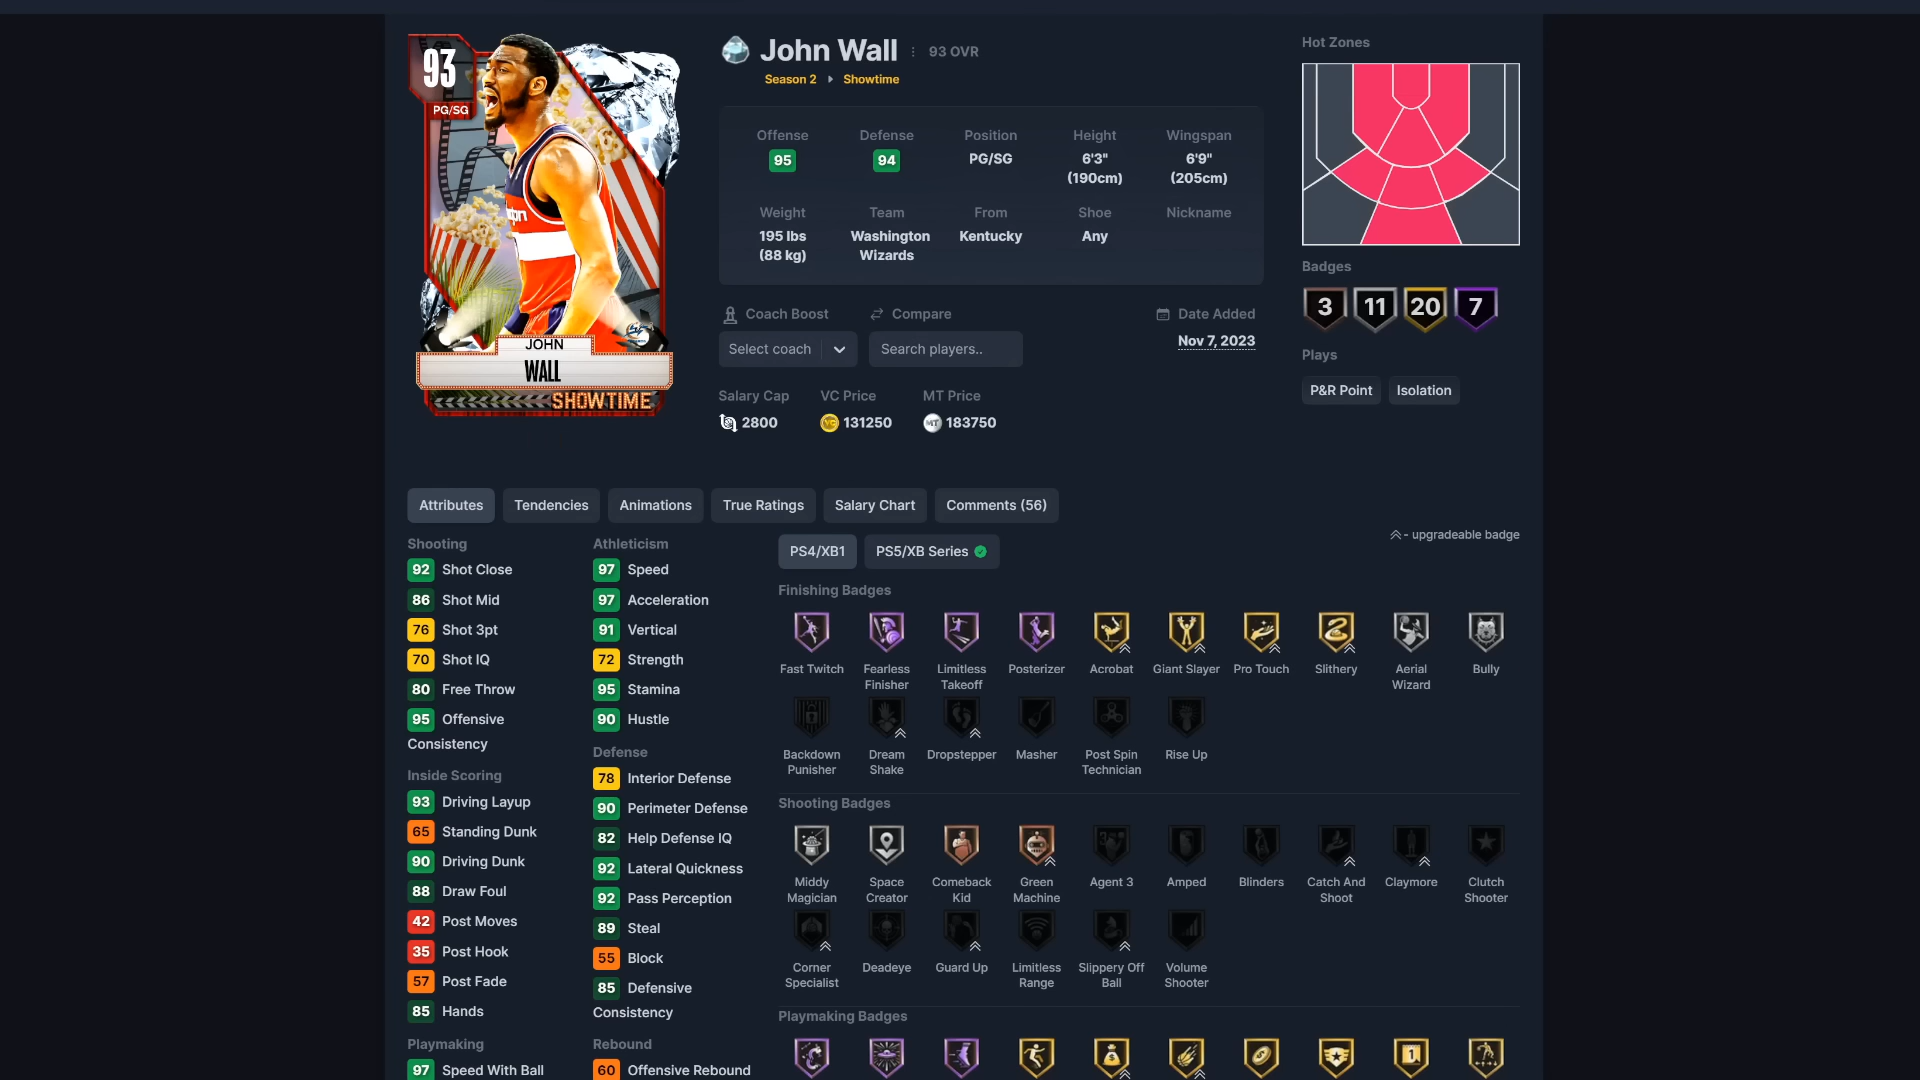 93
PG/SG
JOHN
WALL
SHOWTIME
John Wall : 93 OVR
Season 2 Showtime
Offense Defense Position Height Wingspan
95 94 PG/SG 6'3" (190cm) 6'9" (205cm)
Weight Team From Shoe Nickname
195 lbs (88 kg) Washington Wizards Kentucky Any
Coach Boost Compare Date Added
Select coach Search players.. Nov 7, 2023
Salary Cap VC Price MT Price
2800 VC 131250 MT 183750
Hot Zones
Badges
3 11 20 7
Plays
P&R Point Isolation
Attributes Tendencies Animations True Ratings Salary Chart Comments (56)
- upgradeable badge
Shooting
92 Shot Close
86 Shot Mid
76 Shot 3pt
70 Shot IQ
80 Free Throw
95 Offensive Consistency
Inside Scoring
93 Driving Layup
65 Standing Dunk
90 Driving Dunk
88 Draw Foul
42 Post Moves
35 Post Hook
57 Post Fade
85 Hands
Playmaking
97 Speed With Ball
Athleticism
97 Speed
97 Acceleration
91 Vertical
72 Strength
95 Stamina
90 Hustle
Defense
78 Interior Defense
90 Perimeter Defense
82 Help Defense IQ
92 Lateral Quickness
92 Pass Perception
89 Steal
55 Block
85 Defensive Consistency
Rebound
60 Offensive Rebound
PS4/XB1 PS5/XB Series
Finishing Badges
Fast Twitch Fearless Finisher Limitless Takeoff Posterizer Acrobat Giant Slayer Pro Touch Slithery Aerial Wizard Bully
Backdown Punisher Dream Shake Dropstepper Masher Post Spin Technician Rise Up
Shooting Badges
Middy Magician Space Creator Comeback Kid Green Machine Agent 3 Amped Blinders Catch And Shoot Claymore Clutch Shooter
Corner Specialist Deadeye Guard Up Limitless Range Slippery Off Ball Volume Shooter
Playmaking Badges